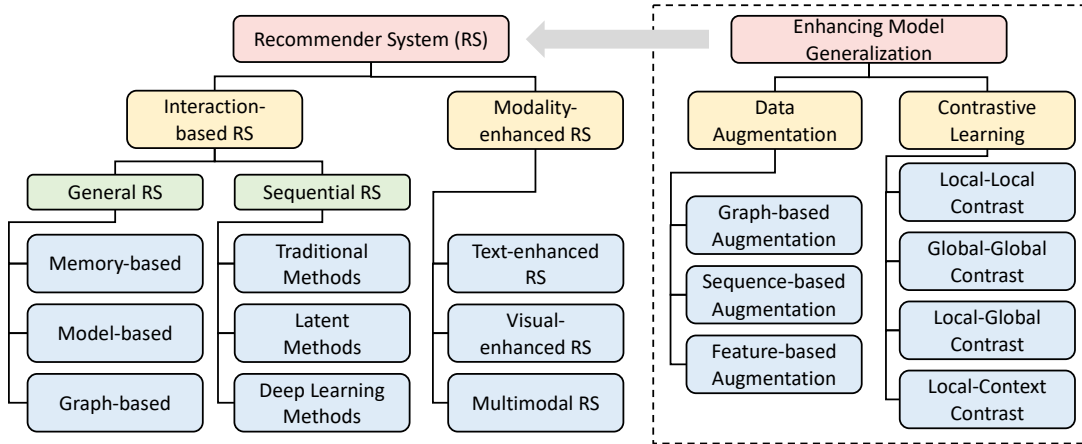 Recommender System (RS)
Interaction-
based RS
Modality-
enhanced RS
General RS
Sequential RS
Memory-based
Model-based
Graph-based
Traditional
Methods
Latent
Methods
Deep Learning
Methods
Text-enhanced
RS
Visual-
enhanced RS
Multimodal RS
Enhancing Model
Generalization
Data
Augmentation
Contrastive
Learning
Graph-based
Augmentation
Sequence-based
Augmentation
Feature-based
Augmentation
Local-Local
Contrast
Global-Global
Contrast
Local-Global
Contrast
Local-Context
Contrast